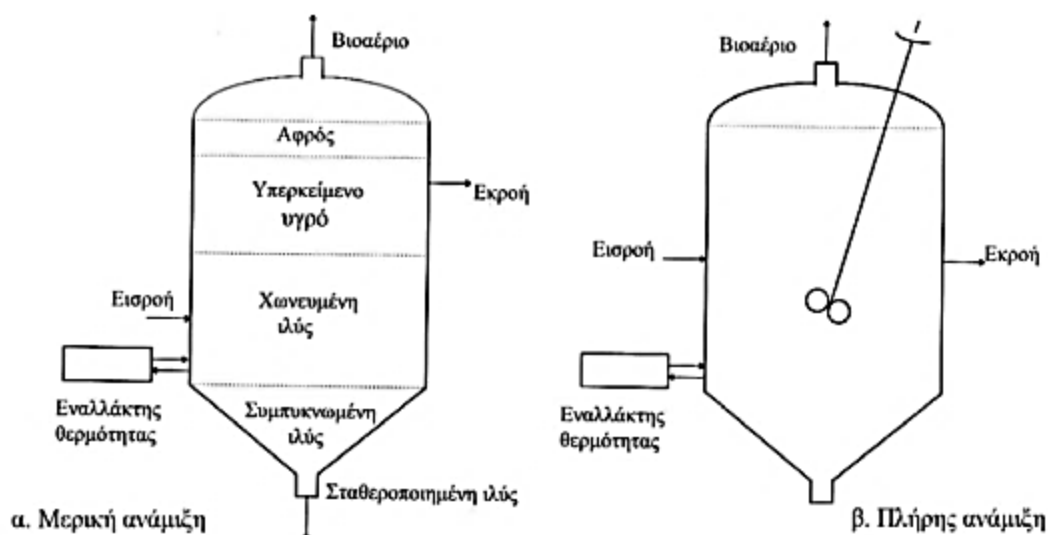 Βιοαέριο
Αφρός
Υπερκείμενο
υγρό
Εκροή
Εισροή
Χωνευμένη
ιλύς
Εναλλάκτης
θερμότητας
Συμπυκνωμένη
ιλύς
Σταθεροποιημένη ιλύς
α. Μερική ανάμιξη
Βιοαέριο
Εισροή
Εκροή
Εναλλάκτης
θερμότητας
β. Πλήρης ανάμιξη